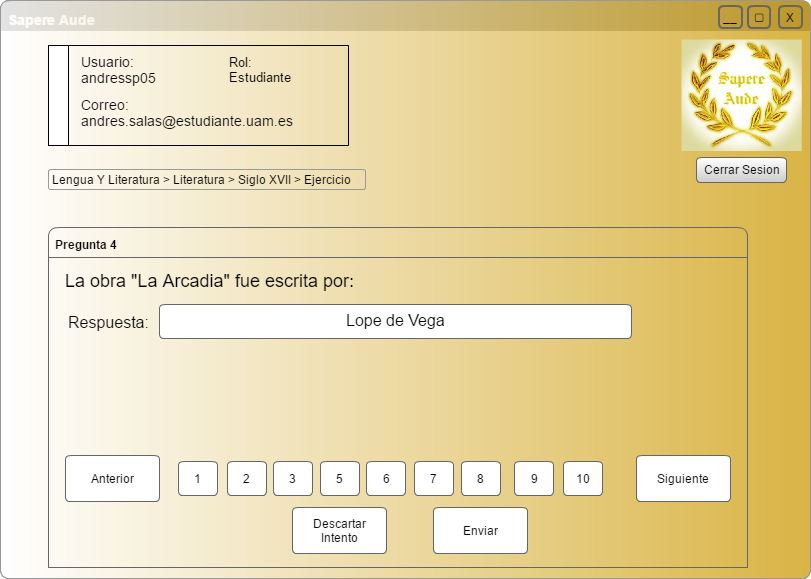 Sapere Aude
__ □ X
Usuario: Rol:
andressp05 Estudiante
Correo:
andres.salas@estudiante.uam.es
Sapere
Aude
Cerrar Sesion
Lengua Y Literatura > Literatura > Siglo XVII > Ejercicio
Pregunta 4
La obra "La Arcadia" fue escrita por:
Respuesta: Lope de Vega
Anterior 1 2 3 5 6 7 8 9 10 Siguiente
Descartar
Intento
Enviar